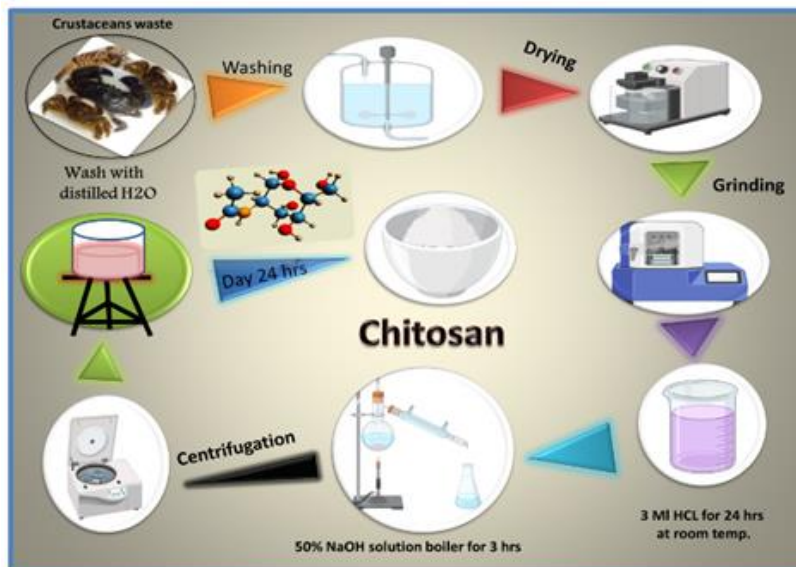 Crustaceans waste
Washing
Drying
Grinding
3 Ml HCL for 24 hrs
at room temp.
50% NaOH solution boiler for 3 hrs
Centrifugation
Wash with
distilled H2O
Day 24 hrs
Chitosan